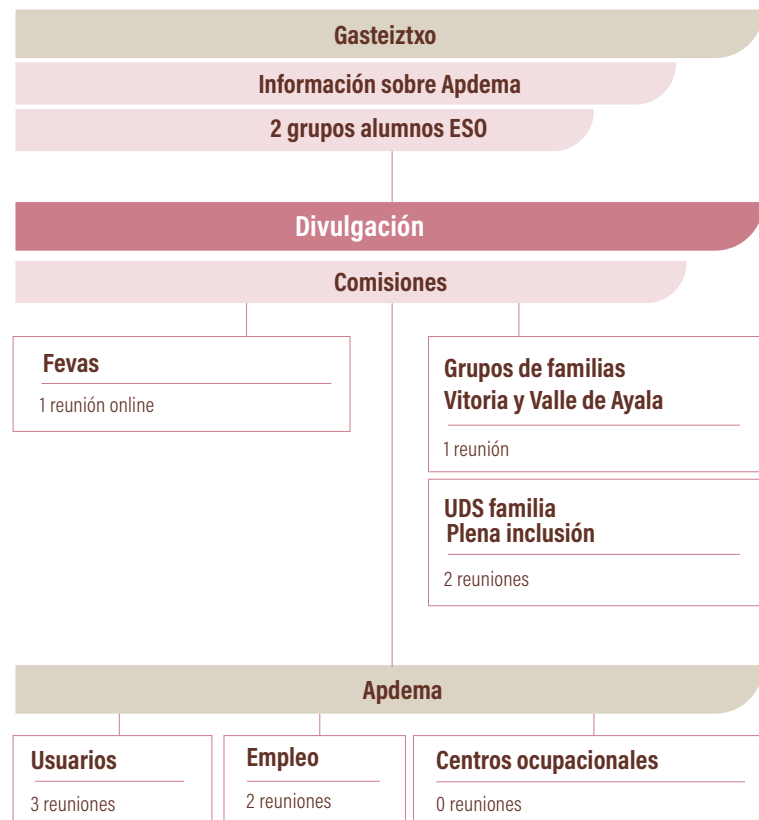 Gasteiztxo
Información sobre Apdema
2 grupos alumnos ESO
Divulgación
Comisiones
Fevas
1 reunión online
Grupos de familias
Vitoria y Valle de Ayala
1 reunión
UDS familia
Plena inclusión
2 reuniones
Apdema
Usuarios
3 reuniones
Empleo
2 reuniones
Centros ocupacionales
0 reuniones